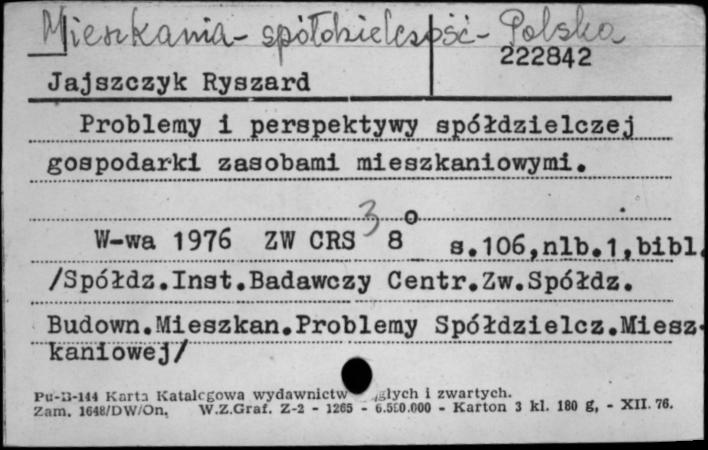 Mieszkania - spółdzielczość - Polska
222842
Jajszczyk Ryszard
Problemy i perspektywy spółdzielczej
gospodarki zasobami mieszkaniowymi.
3
W-wa 1976 ZW CRS 8° s.106,nlb.1,bibl.
/Spółdz.Inst.Badawczy Centr.Zw.Spółdz.
Budown.Mieszkan.Problemy Spółdzielcz.Miesz-
kaniowej/
Pu-B-144 Karta Katalogowa wydawnictw głych i zwartych.
Zam. 1648/DW/On. W.Z.Graf. Z-2 - 1265 - 6.500.000 - Karton 3 kl. 180 g, - XII. 76.